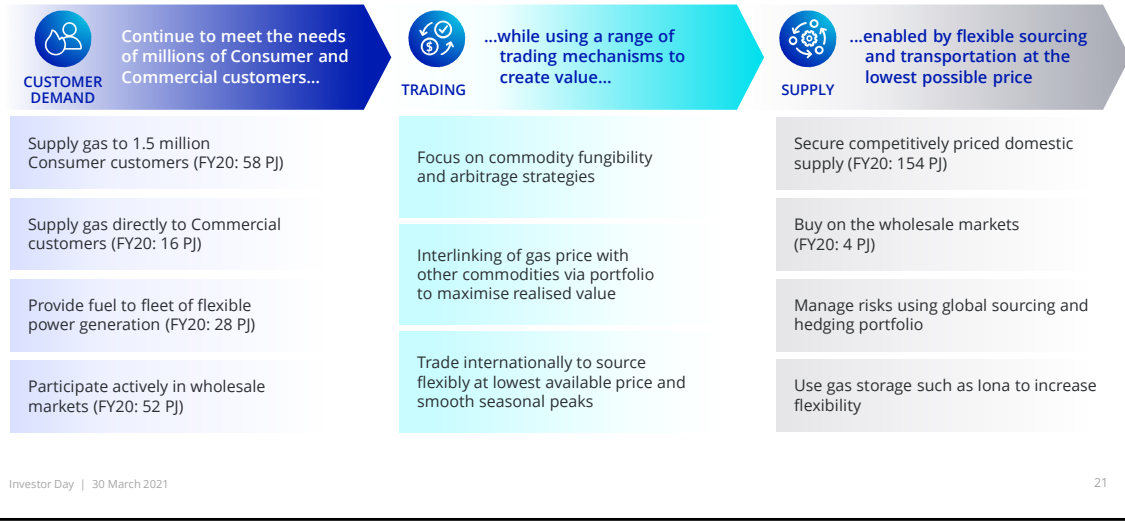 CUSTOMER
DEMAND
Continue to meet the needs
of millions of Consumer and
Commercial customers...
Supply gas to 1.5 million
Consumer customers (FY20: 58 PJ)
Supply gas directly to Commercial
customers (FY20: 16 PJ)
Provide fuel to fleet of flexible
power generation (FY20: 28 PJ)
Participate actively in wholesale
markets (FY20: 52 PJ)
TRADING
...while using a range of
trading mechanisms to
create value...
Focus on commodity fungibility
and arbitrage strategies
Interlinking of gas price with
other commodities via portfolio
to maximise realised value
Trade internationally to source
flexibly at lowest available price and
smooth seasonal peaks
SUPPLY
...enabled by flexible sourcing
and transportation at the
lowest possible price
Secure competitively priced domestic
supply (FY20: 154 PJ)
Buy on the wholesale markets
(FY20: 4 PJ)
Manage risks using global sourcing and
hedging portfolio
Use gas storage such as Iona to increase
flexibility
Investor Day | 30 March 2021
21